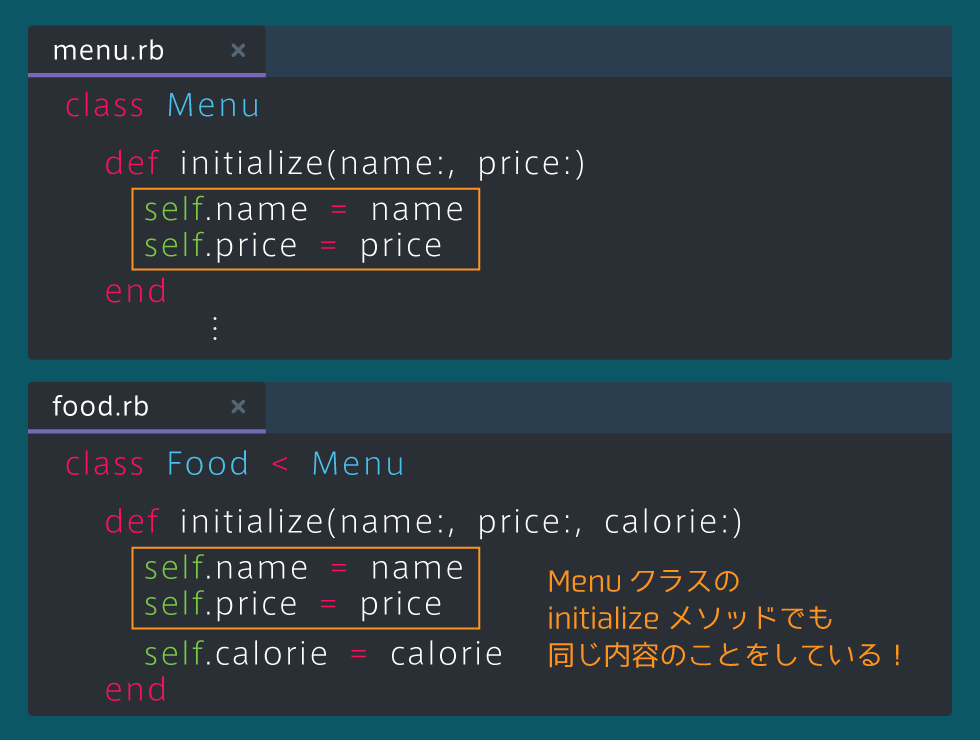 menu.rb ×
class Menu
def initialize(name:, price:)
self.name = name
self.price = price
end
⋮
food.rb ×
class Food < Menu
def initialize(name:, price:, calorie:)
self.name = name
self.price = price
self.calorie = calorie
end
Menu クラスの
initialize メソッドでも
同じ内容のことをしている！